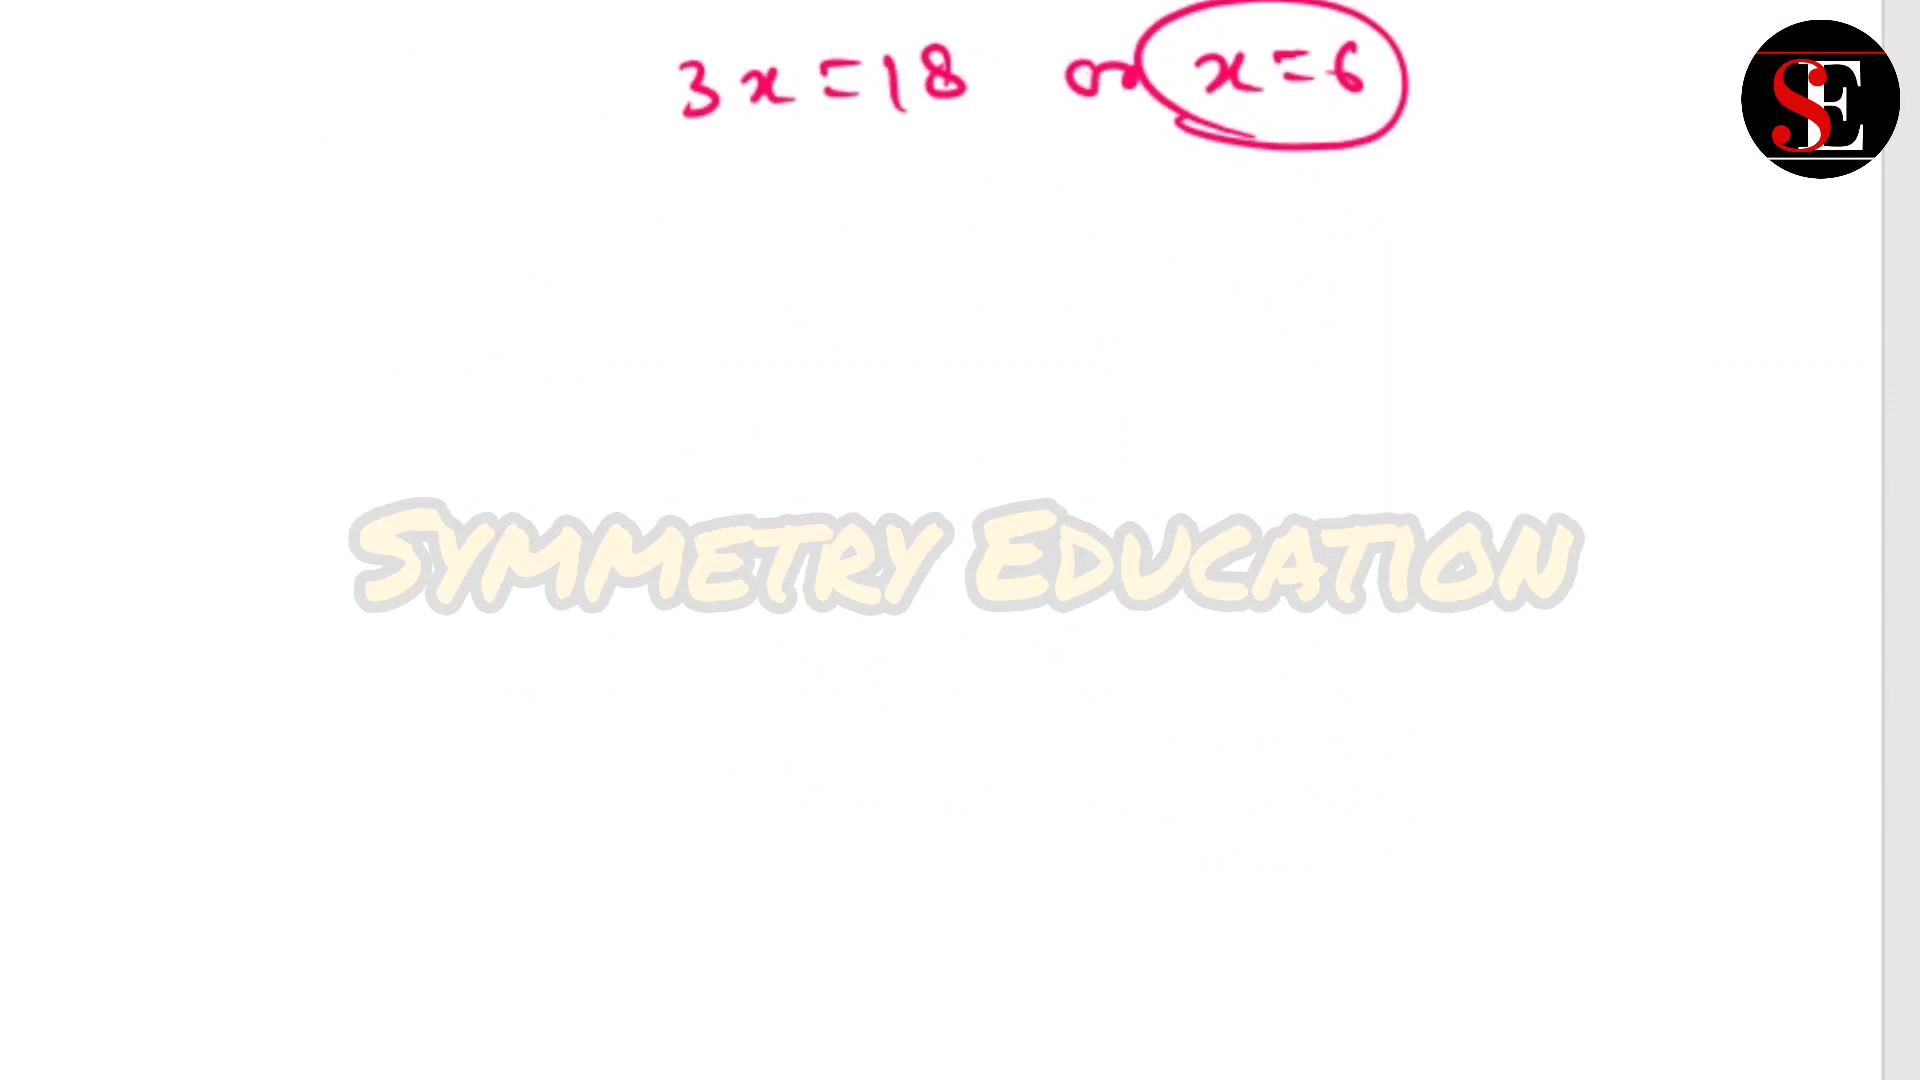 3x = 18 or x = 6
SE
SYMMETRY EDUCATION